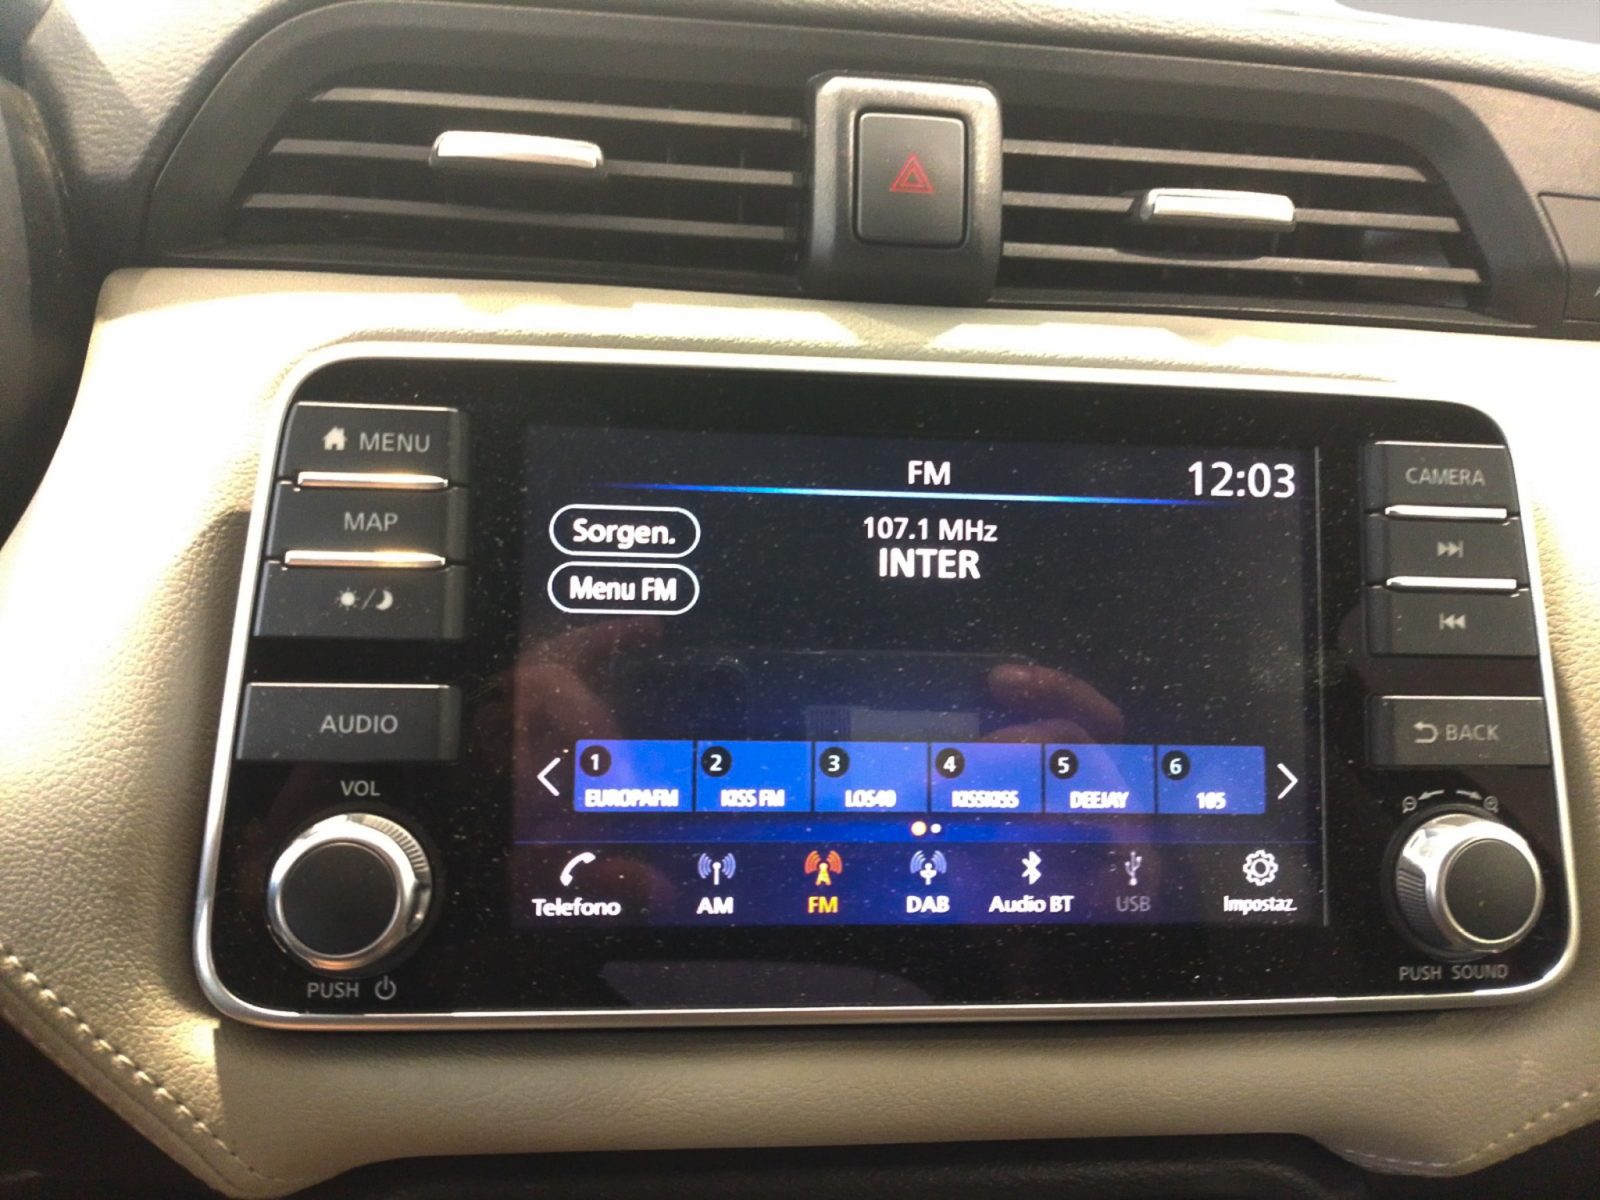 MENU
MAP
AUDIO
VOL
PUSH
FM
12:03
Sorgen.
Menu FM
107.1 MHz
INTER
1
EUROPAFM
2
KISS FM
3
LOS40
4
KISSKISS
5
DEEJAY
6
105
Telefono
AM
FM
DAB
Audio BT
USB
Impostaz.
CAMERA
BACK
PUSH SOUND